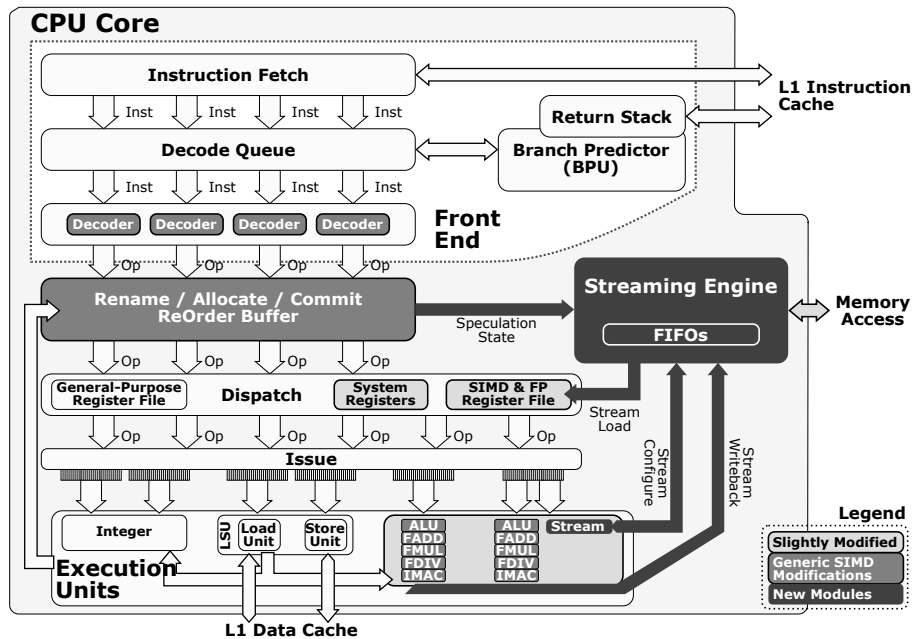 CPU Core
Instruction Fetch
Inst Inst Inst Inst
L1 Instruction
Cache
Return Stack
Decode Queue
Branch Predictor
(BPU)
Inst Inst Inst Inst
Decoder Decoder Decoder Decoder
Front
End
Op Op Op Op
Rename / Allocate / Commit
ReOrder Buffer
Speculation
State
Streaming Engine
FIFOs
Memory
Access
Op Op Op Op
General-Purpose
Register File
Dispatch
System
Registers
SIMD & FP
Register File
Stream
Load
Op Op Op Op Op Op
Issue
Stream
Configure
Stream
Writeback
Integer
LSU
Load
Unit
Store
Unit
ALU
FADD
FMUL
FDIV
IMAC
ALU
FADD
FMUL
FDIV
IMAC
Stream
Execution
Units
L1 Data Cache
Legend
Slightly Modified
Generic SIMD
Modifications
New Modules